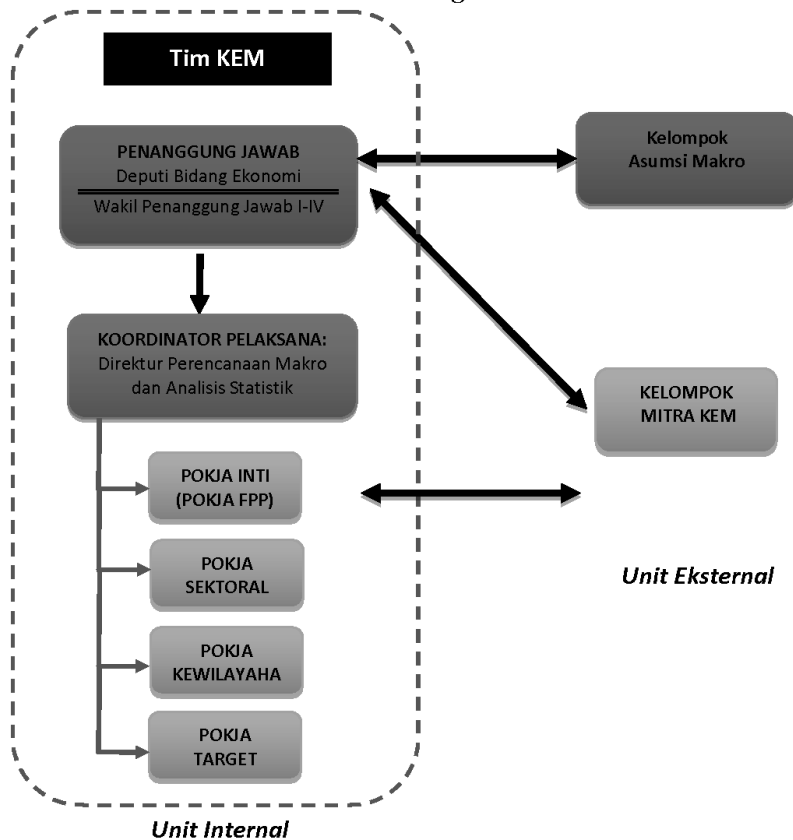 Tim KEM
PENANGGUNG JAWAB
Deputi Bidang Ekonomi
Wakil Penanggung Jawab I-IV
Kelompok
Asumsi Makro
KOORDINATOR PELAKSANA:
Direktur Perencanaan Makro
dan Analisis Statistik
KELOMPOK
MITRA KEM
POKJA INTI
(POKJA FPP)
POKJA
SEKTORAL
Unit Eksternal
POKJA
KEWILAYAHA
POKJA
TARGET
Unit Internal